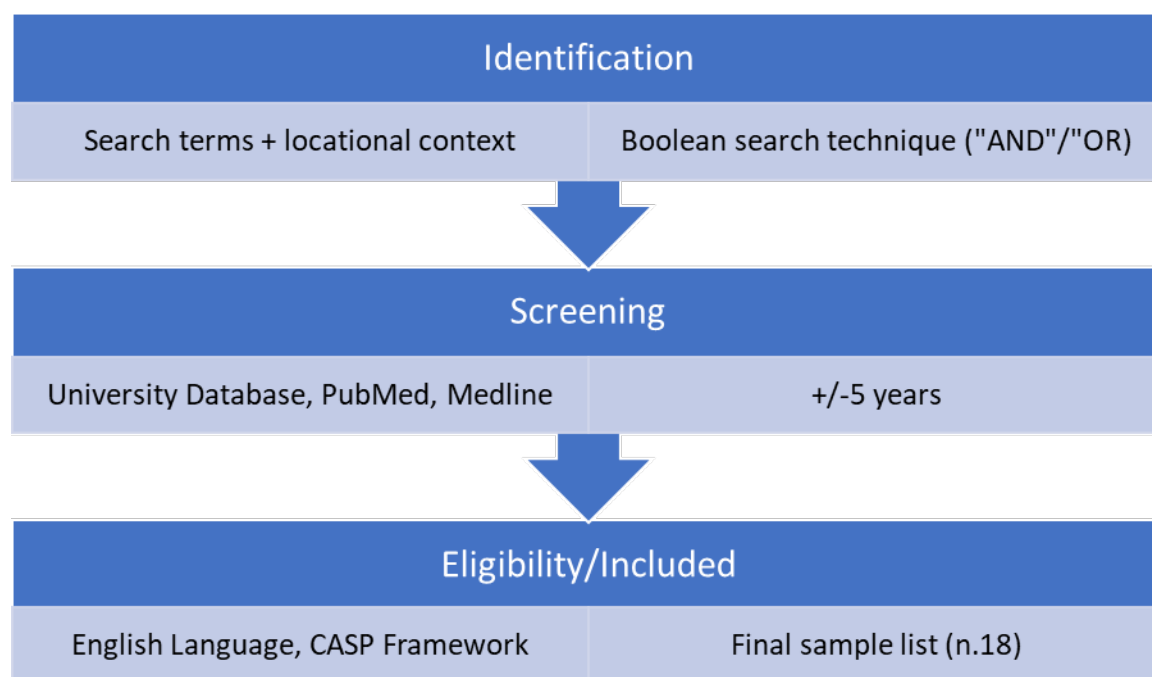 Identification
Search terms + locational context
Boolean search technique ("AND"/"OR)
Screening
University Database, PubMed, Medline
+/-5 years
Eligibility/Included
English Language, CASP Framework
Final sample list (n.18)